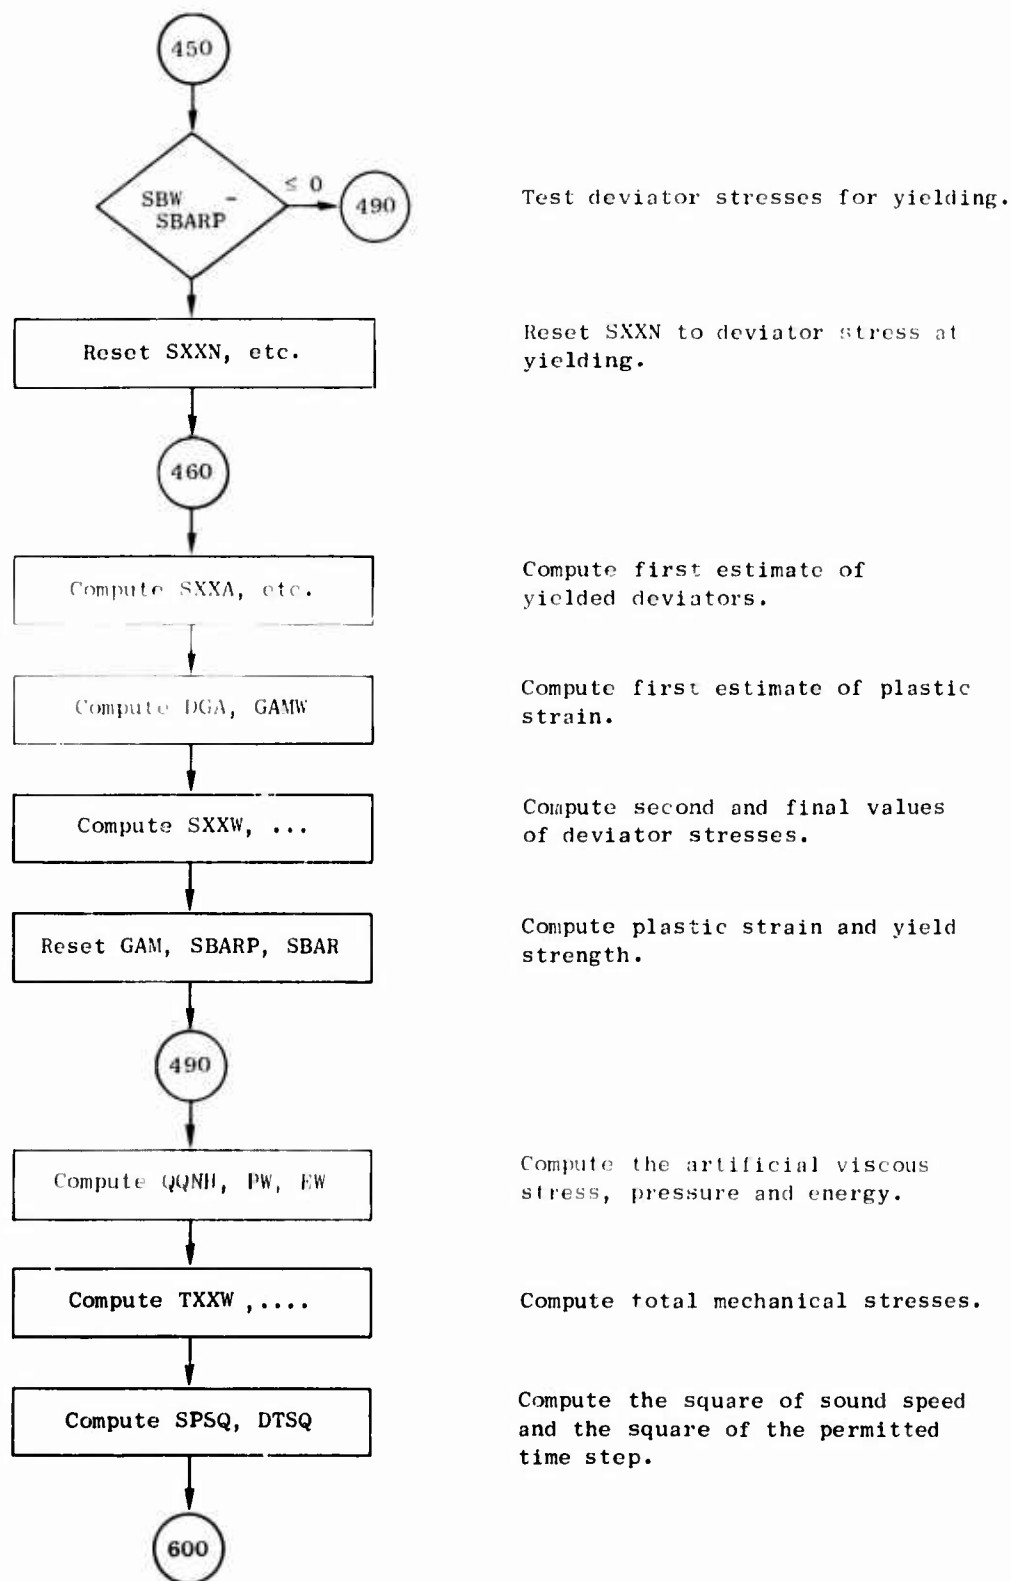 450
SBW -
SBARP
≤ 0
490
Test deviator stresses for yielding.
Reset SXXN, etc.
Reset SXXN to deviator stress at
yielding.
460
Compute SXXA, etc.
Compute first estimate of
yielded deviators.
Compute DGA, GAMW
Compute first estimate of plastic
strain.
Compute SXXW, ...
Compute second and final values
of deviator stresses.
Reset GAM, SBARP, SBAR
Compute plastic strain and yield
strength.
490
Compute QQNH, PW, EW
Compute the artificial viscous
stress, pressure and energy.
Compute TXXW ,....
Compute total mechanical stresses.
Compute SPSQ, DTSQ
Compute the square of sound speed
and the square of the permitted
time step.
600